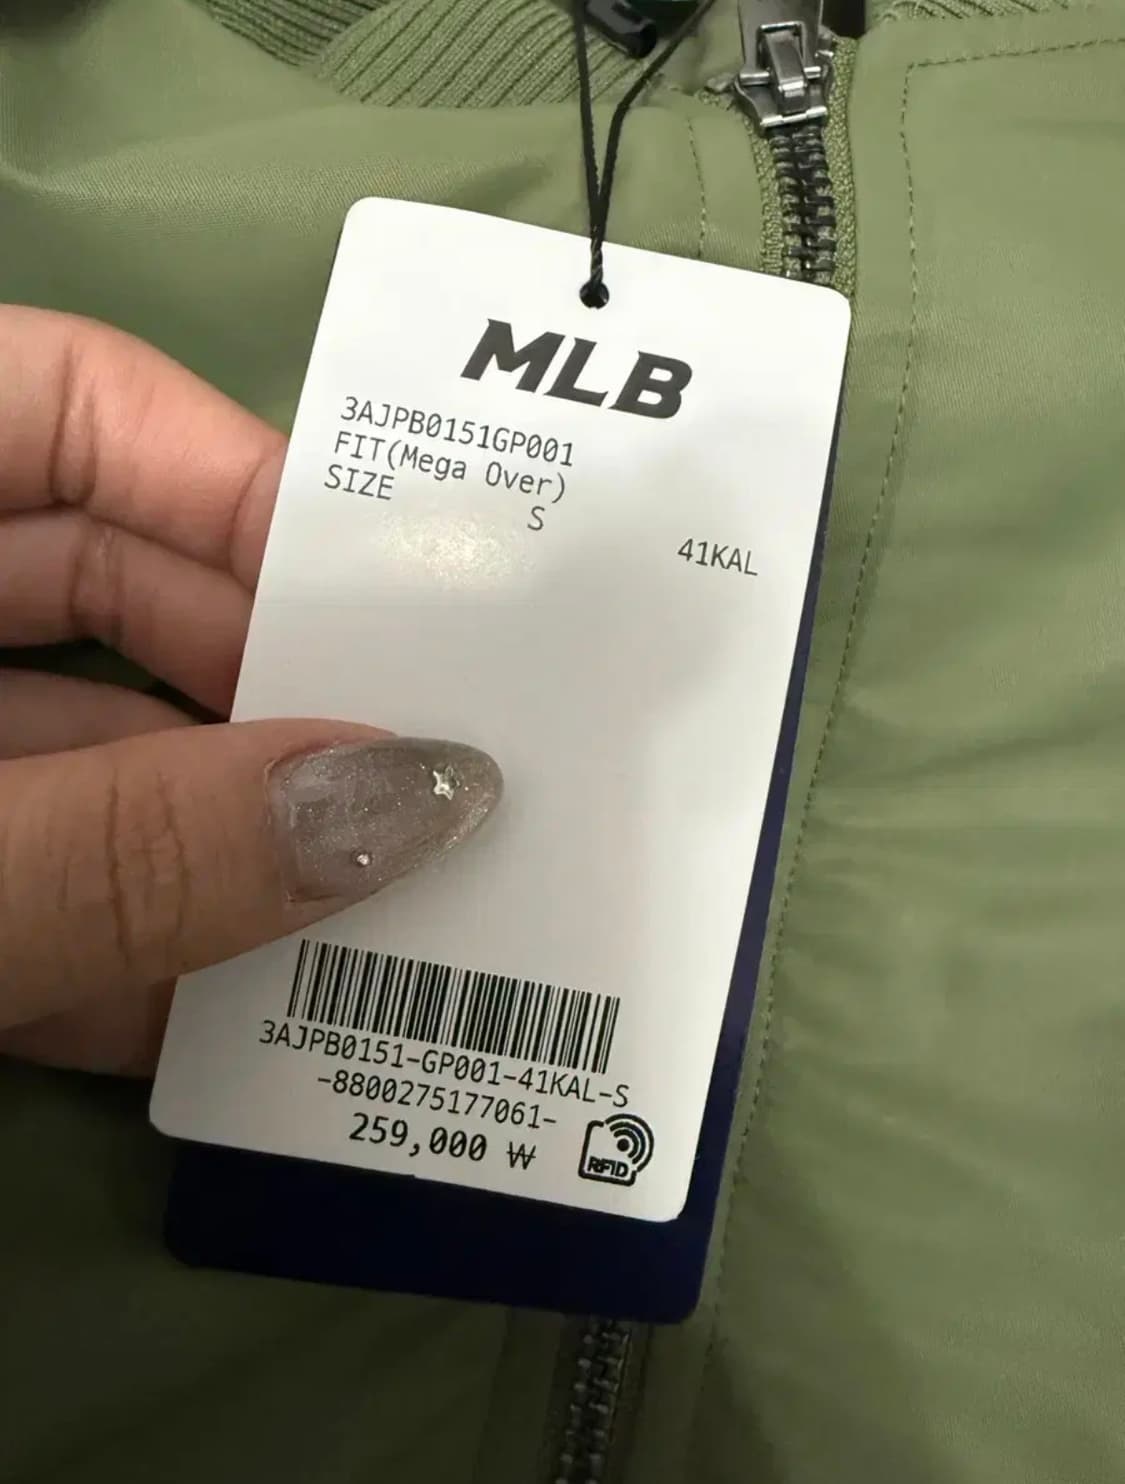 MLB
3AJPB0151GP001
FIT(Mega Over)
SIZE
S
41KAL
3AJPB0151-GP001-41KAL-S
-8800275177061-
259,000 ₩
RFID